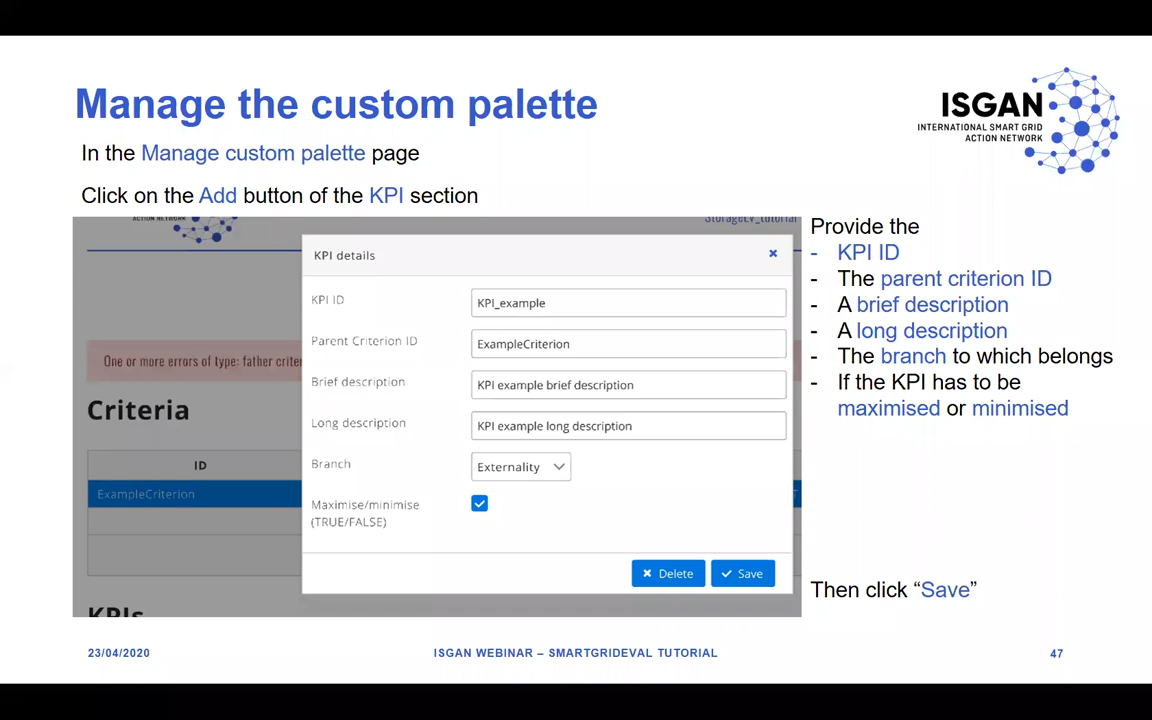 Manage the custom palette
ISGAN
INTERNATIONAL SMART GRID
ACTION NETWORK
In the Manage custom palette page
Click on the Add button of the KPI section
ACTION NETWORK
StorageEV_tutorial
KPI details
KPI ID
KPI_example
Parent Criterion ID
ExampleCriterion
Brief description
KPI example brief description
Long description
KPI example long description
Branch
Externality
Maximise/minimise
(TRUE/FALSE)
Delete
Save
One or more errors of type: father criter
Criteria
ID
ExampleCriterion
KPIs
Provide the
- KPI ID
- The parent criterion ID
- A brief description
- A long description
- The branch to which belongs
- If the KPI has to be
maximised or minimised
Then click “Save”
23/04/2020
ISGAN WEBINAR – SMARTGRIDEVAL TUTORIAL
47